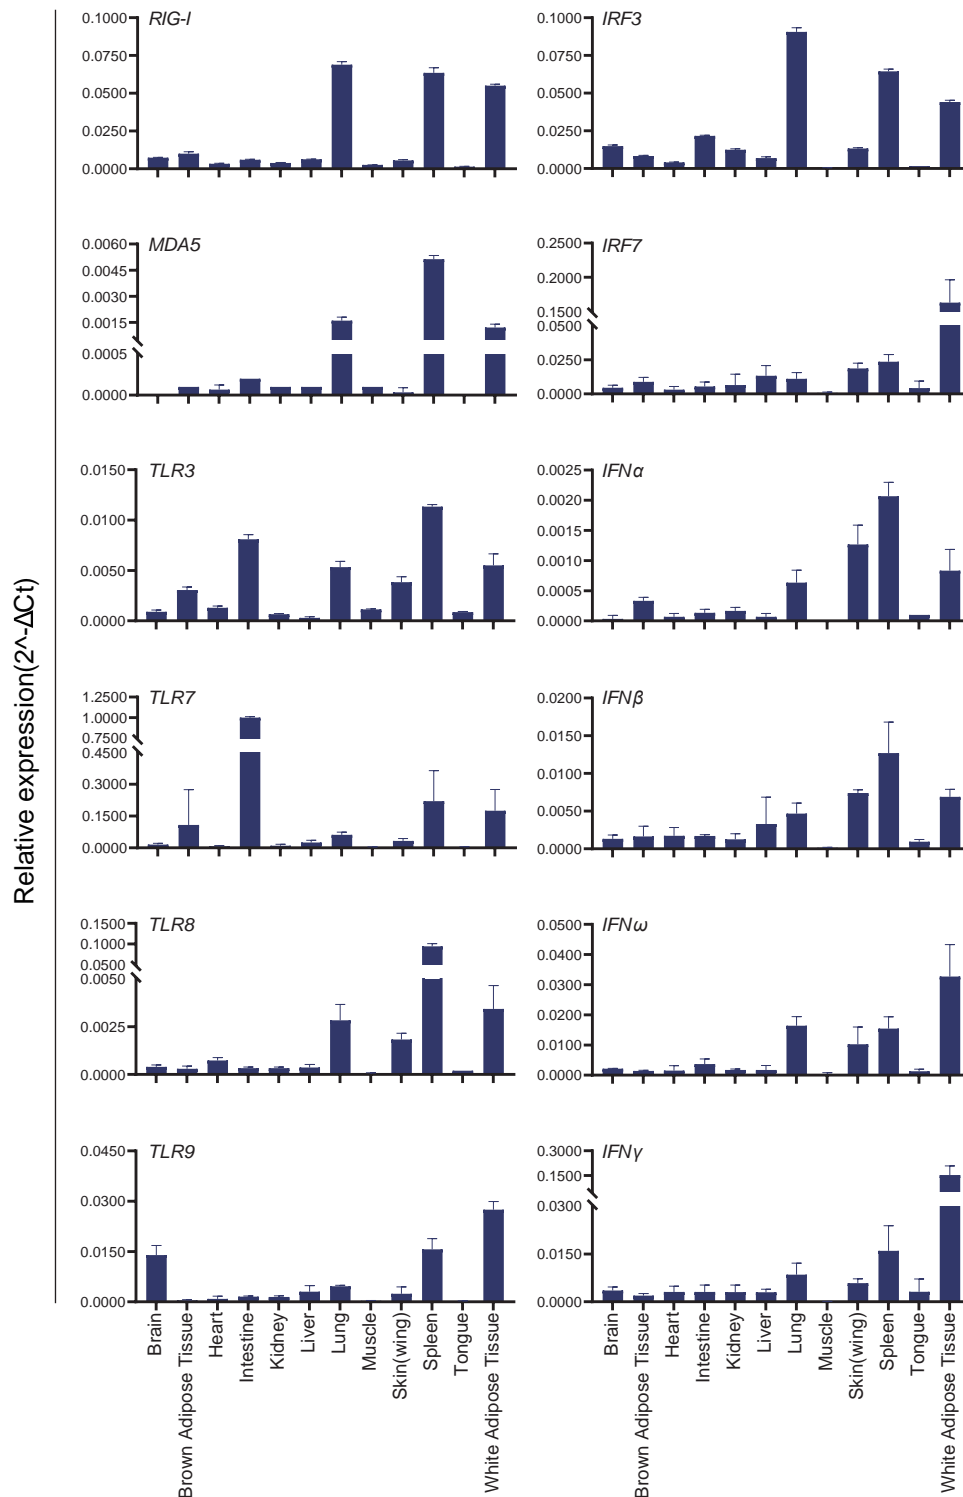 Relative expression(2^-ΔCt)
RIG-I
0.1000
0.0750
0.0500
0.0250
0.0000
IRF3
0.1000
0.0750
0.0500
0.0250
0.0000
MDA5
0.0060
0.0045
0.0030
0.0015
0.0005
0.0000
IRF7
0.2500
0.2000
0.1500
0.0500
0.0250
0.0000
TLR3
0.0150
0.0100
0.0050
0.0000
IFNα
0.0025
0.0020
0.0015
0.0010
0.0005
0.0000
TLR7
1.2500
1.0000
0.7500
0.4500
0.3000
0.1500
0.0000
IFNβ
0.0200
0.0150
0.0100
0.0050
0.0000
TLR8
0.1500
0.1000
0.0500
0.0050
0.0025
0.0000
IFNω
0.0500
0.0400
0.0300
0.0200
0.0100
0.0000
TLR9
0.0450
0.0300
0.0150
0.0000
IFNγ
0.3000
0.1500
0.0300
0.0150
0.0000
Brain
Brown Adipose Tissue
Heart
Intestine
Kidney
Liver
Lung
Muscle
Skin(wing)
Spleen
Tongue
White Adipose Tissue
Brain
Brown Adipose Tissue
Heart
Intestine
Kidney
Liver
Lung
Muscle
Skin(wing)
Spleen
Tongue
White Adipose Tissue